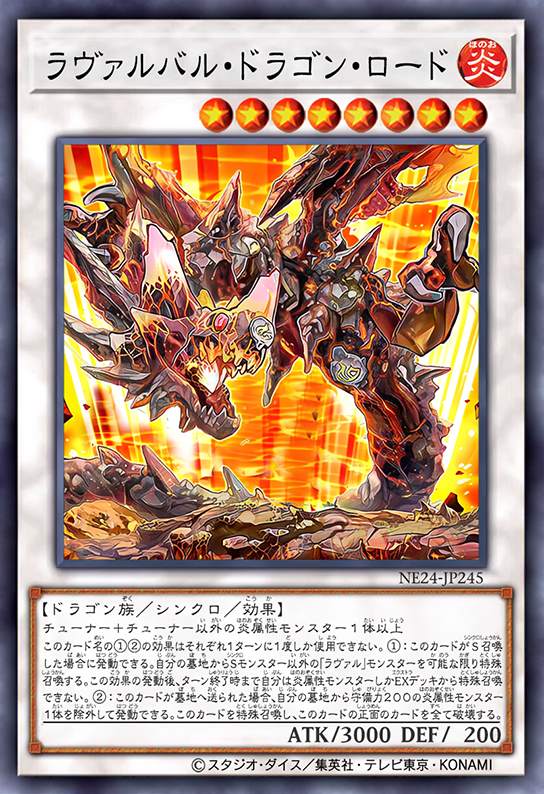 ラヴァルバル・ドラゴン・ロード
ほのお
炎
NE24-JP245
【ドラゴン族／シンクロ／効果】
チューナー＋チューナー以外の炎属性モンスター１体以上
このカード名の①②の効果はそれぞれ１ターンに１度しか使用できない。①：このカードがＳ召喚
した場合に発動できる。自分の墓地からＳモンスター以外の「ラヴァル」モンスターを可能な限り特殊
召喚する。この効果の発動後、ターン終了時まで自分は炎属性モンスターしかEXデッキから特殊召喚
できない。②：このカードが墓地へ送られた場合、自分の墓地から守備力２００の炎属性モンスター
１体を除外して発動できる。このカードを特殊召喚し、このカードの正面のカードを全て破壊する。
ATK/3000 DEF/ 200
©スタジオ・ダイス／集英社・テレビ東京・KONAMI